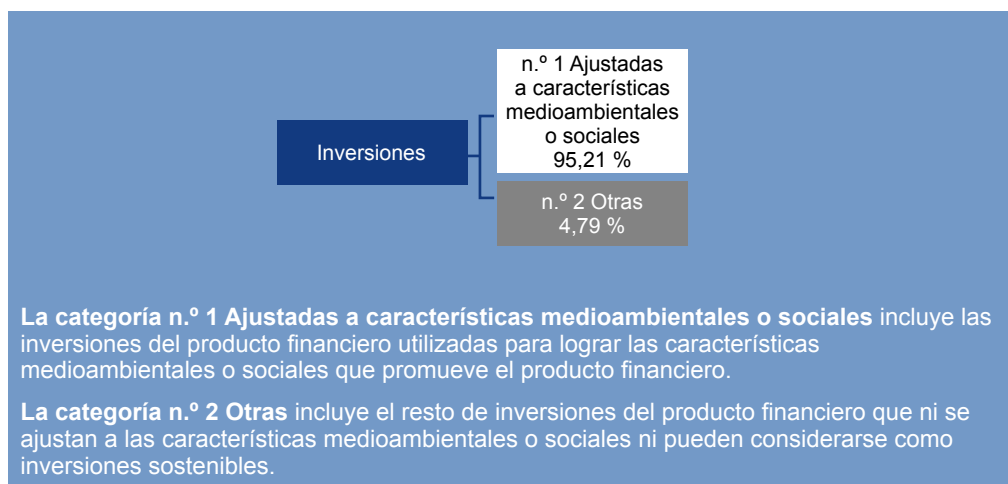 n.º 1 Ajustadas
a características
medioambientales
o sociales
95,21 %
Inversiones
n.º 2 Otras
4,79 %
La categoría n.º 1 Ajustadas a características medioambientales o sociales incluye las
inversiones del producto financiero utilizadas para lograr las características
medioambientales o sociales que promueve el producto financiero.
La categoría n.º 2 Otras incluye el resto de inversiones del producto financiero que ni se
ajustan a las características medioambientales o sociales ni pueden considerarse como
inversiones sostenibles.